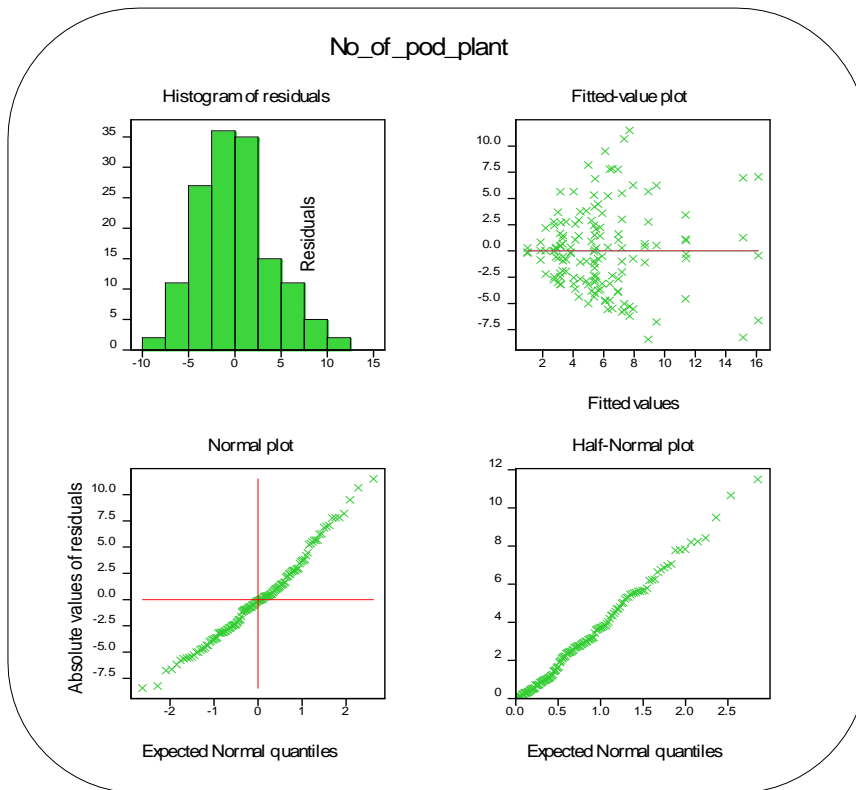 No_of_pod_plant
Histogram of residuals
35
30
25
20
15
10
5
0
-10 -5 0 5 10 15
Residuals
Fitted-value plot
10.0
7.5
5.0
2.5
0.0
-2.5
-5.0
-7.5
2 4 6 8 10 12 14 16
Fitted values
Normal plot
Absolute values of residuals
10.0
7.5
5.0
2.5
0.0
-2.5
-5.0
-7.5
-2 -1 0 1 2
Expected Normal quantiles
Half-Normal plot
12
10
8
6
4
2
0
0.0 0.5 1.0 1.5 2.0 2.5
Expected Normal quantiles